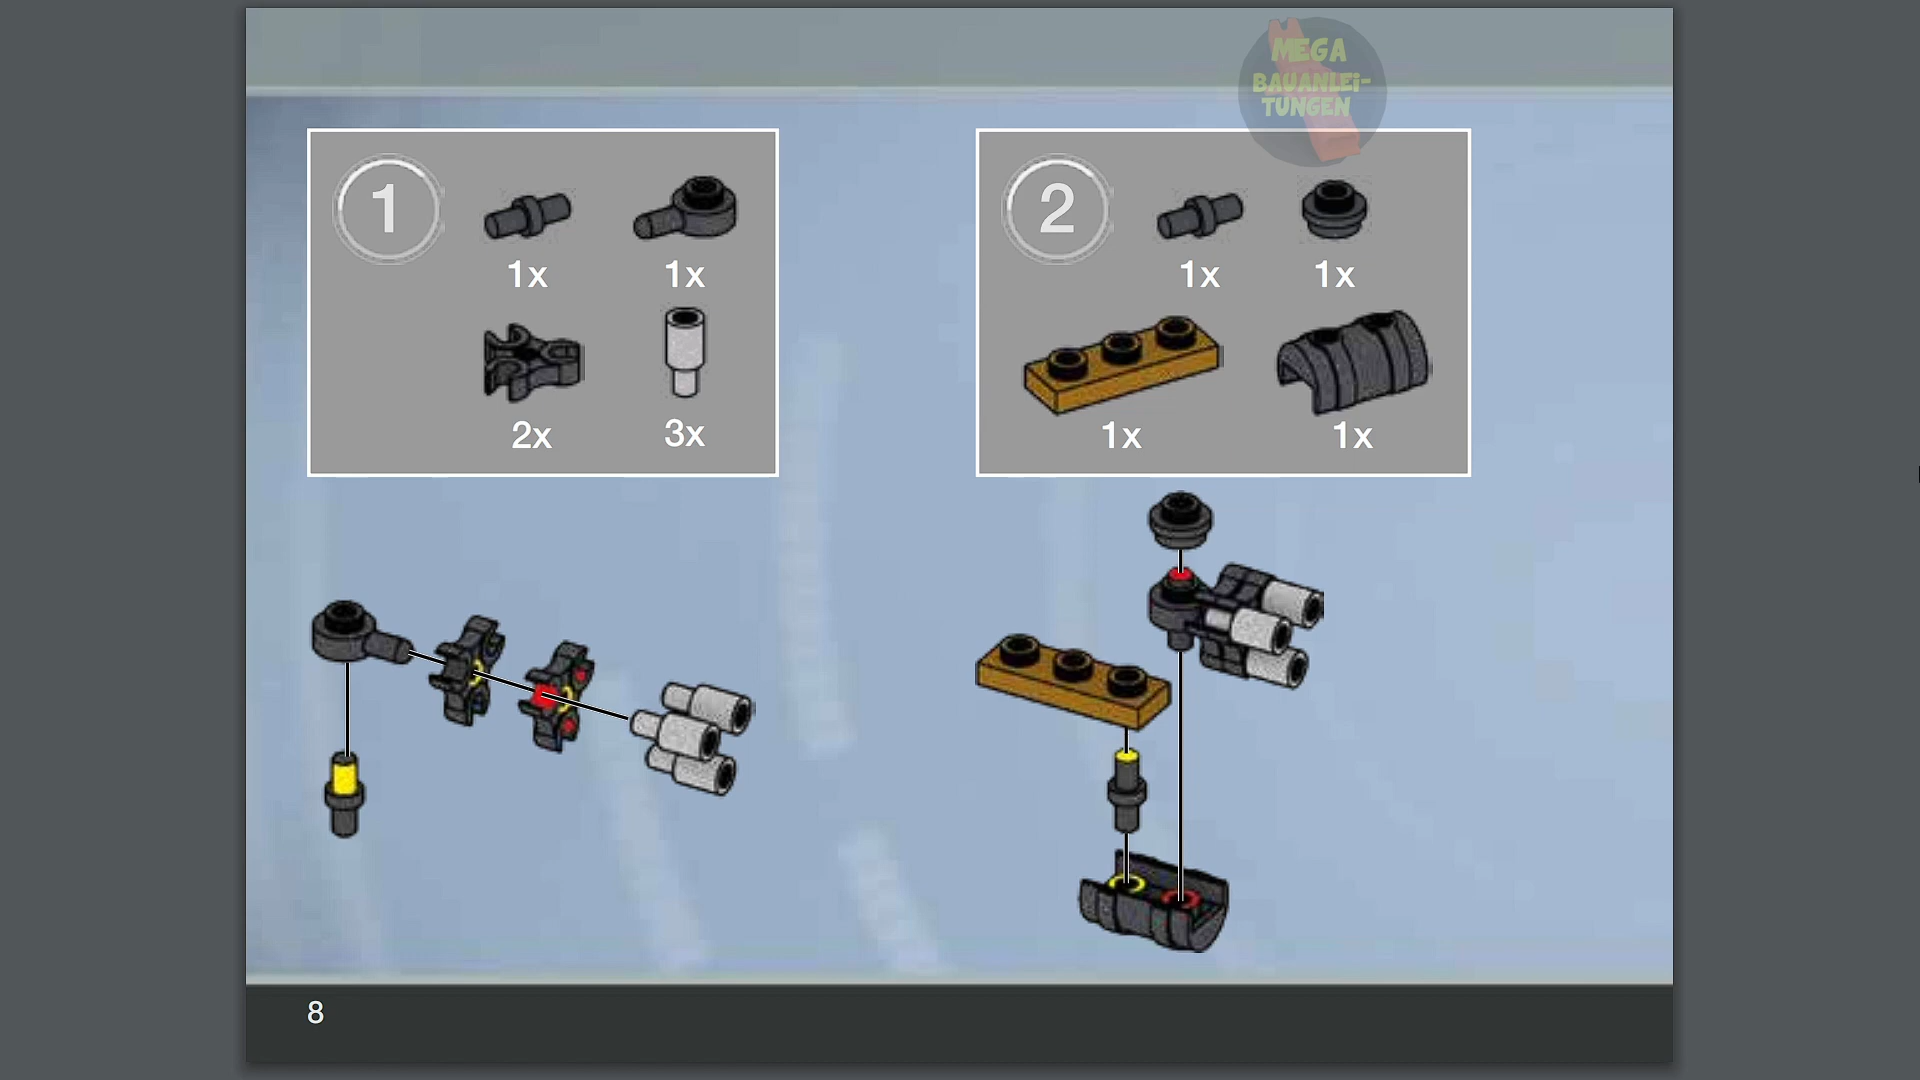 MEGA
BAUANLEi-
TUNGEN
1
1x 1x
2x 3x
2
1x 1x
1x 1x
8